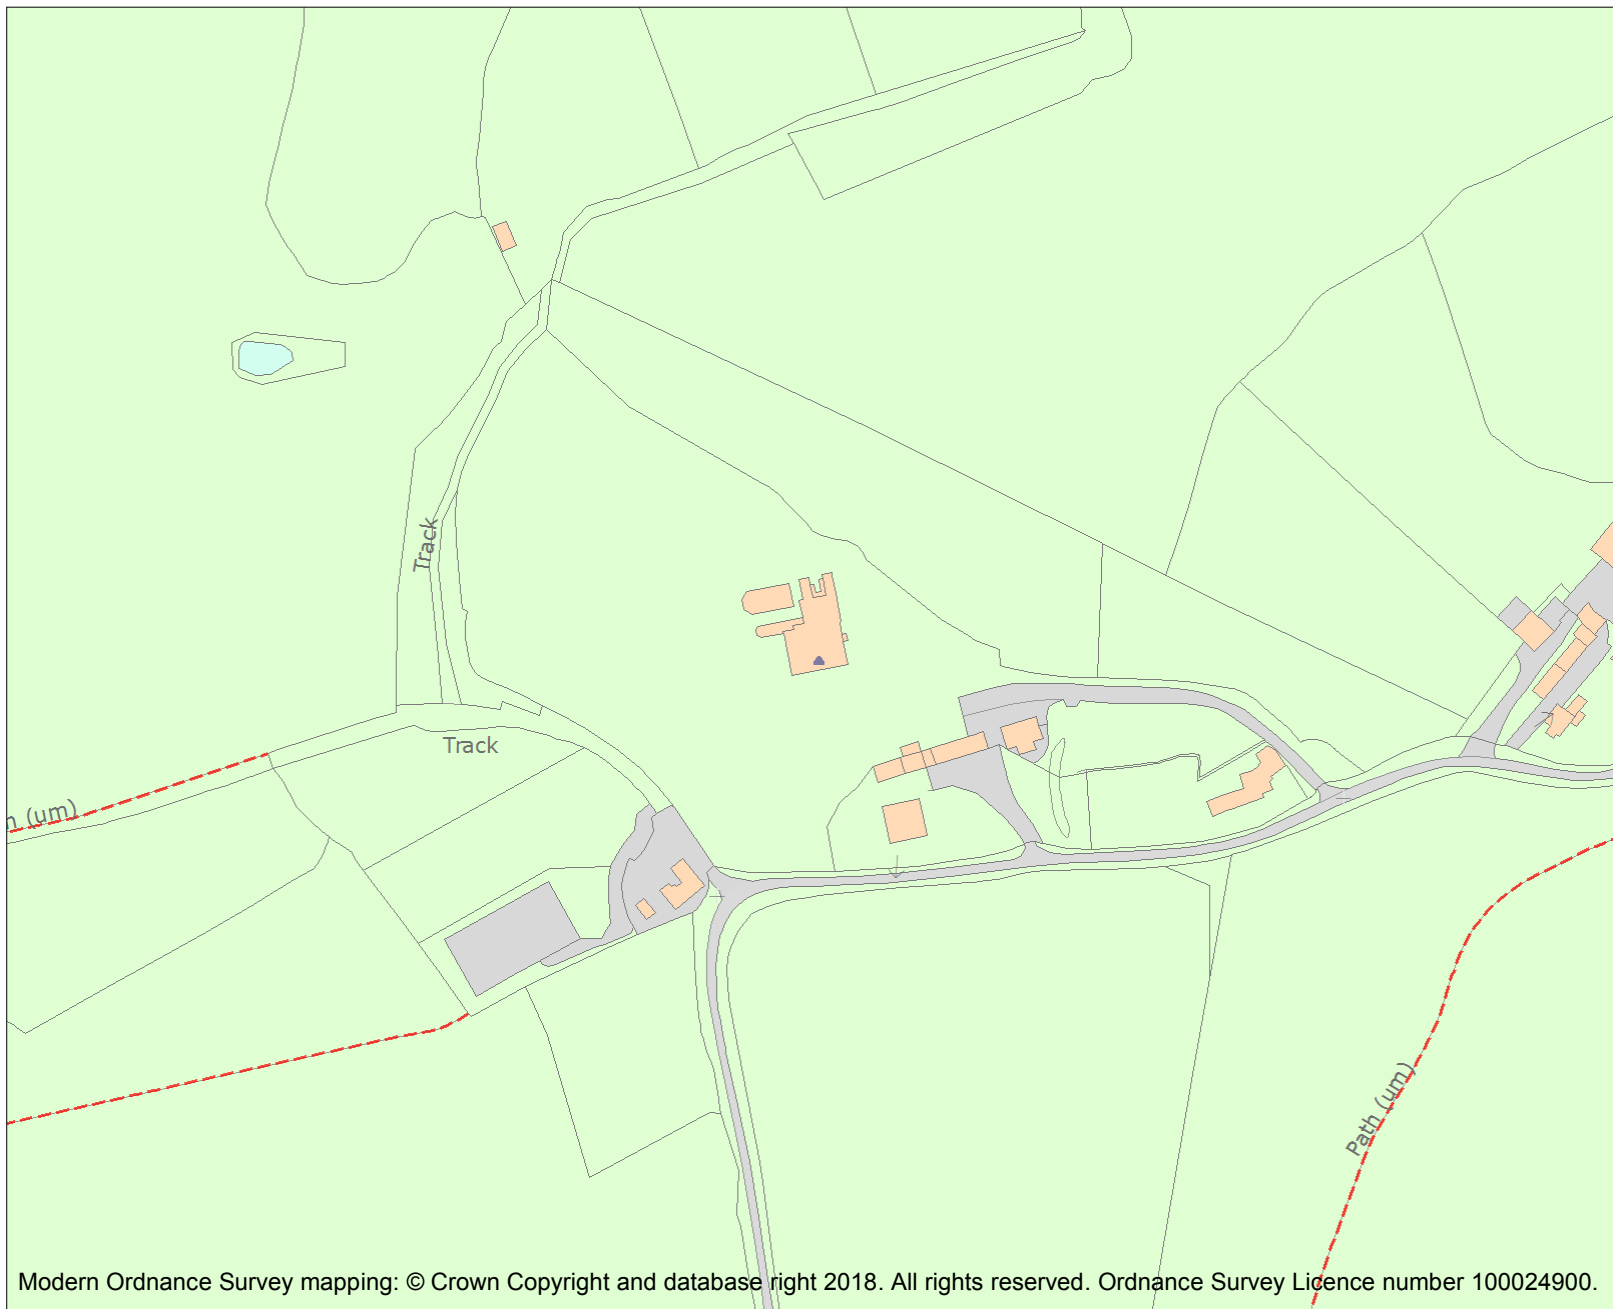 Track
Track
(um)
Path (um)
Modern Ordnance Survey mapping: © Crown Copyright and database right 2018. All rights reserved. Ordnance Survey Licence number 100024900.